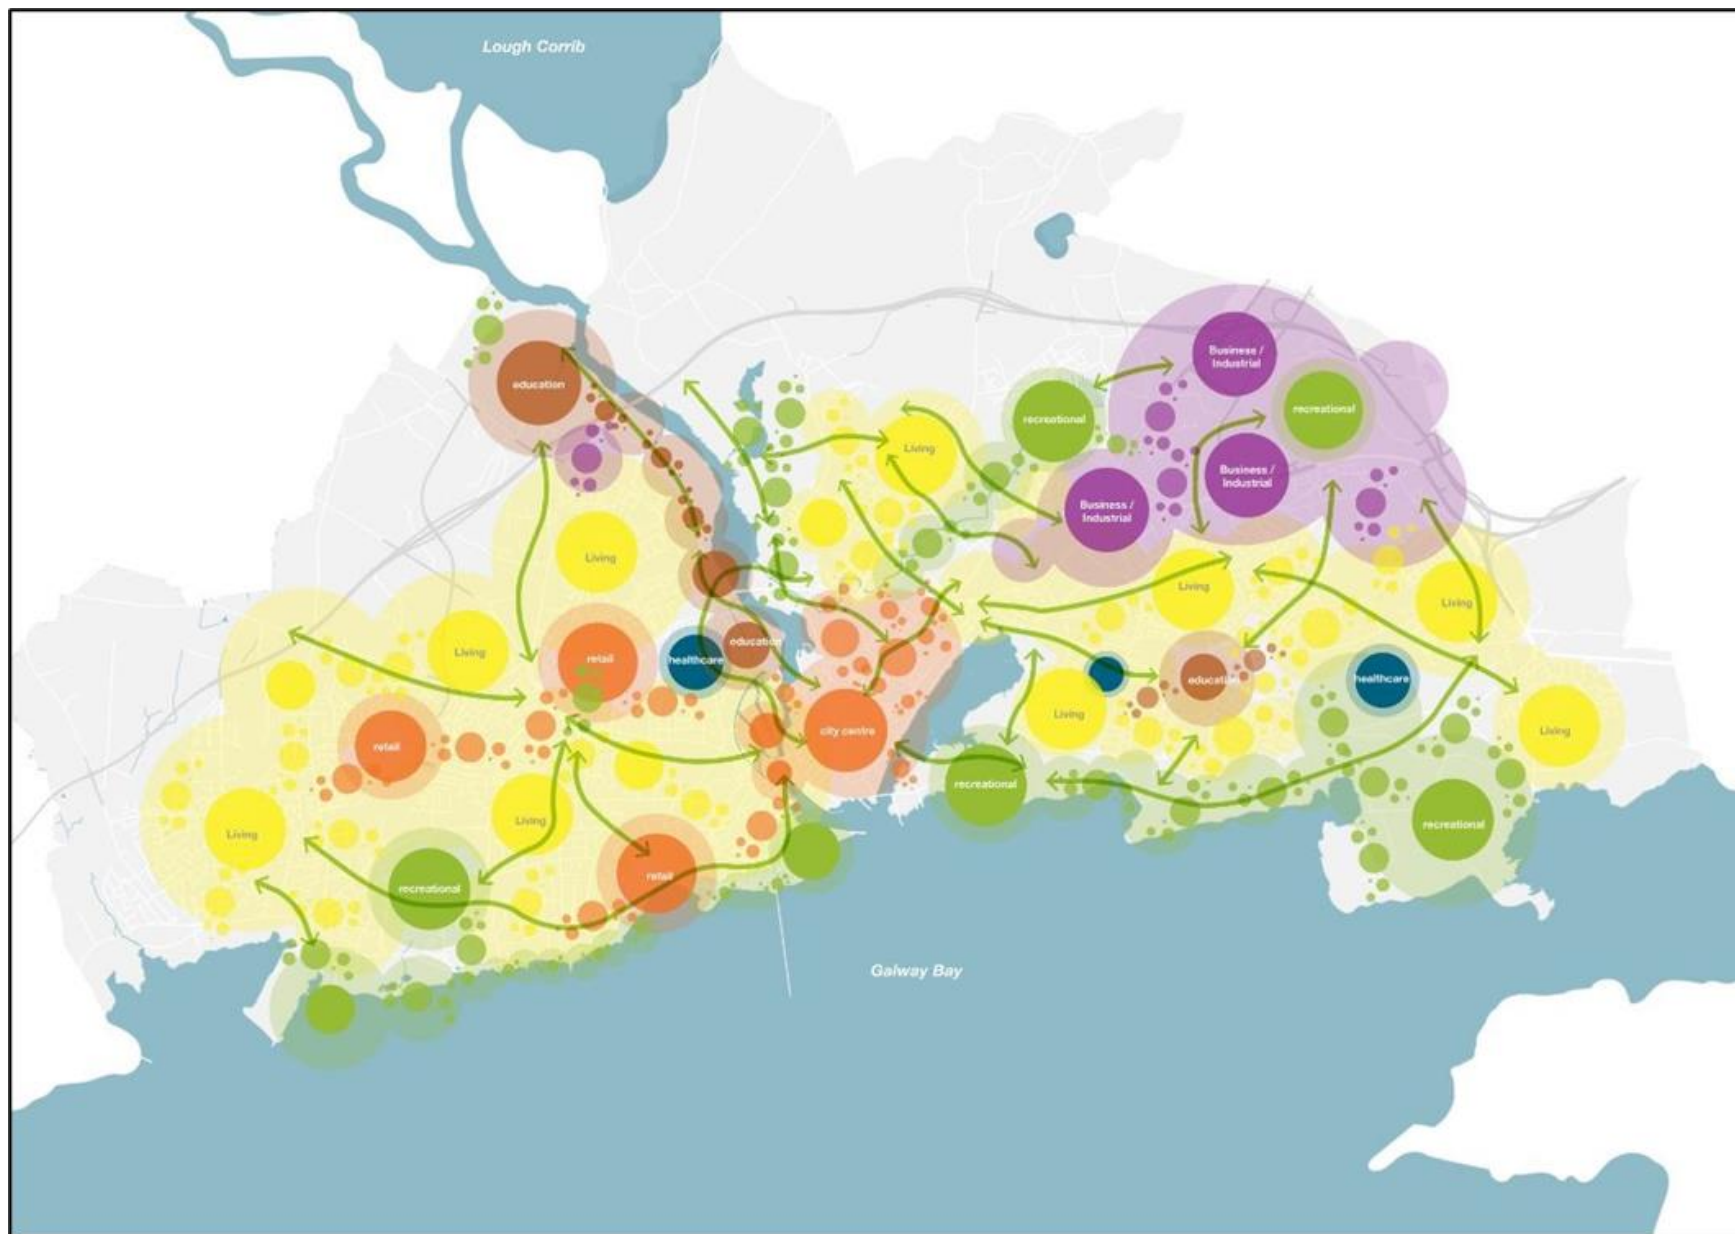 Lough Corrib
Business /
Industrial
education
recreational
recreational
Living
Business /
Industrial
Business /
Industrial
Living
Living
Living
education
Living
retail
healthcare
education
healthcare
Living
city centre
Living
retail
recreational
Living
Living
recreational
retail
recreational
Galway Bay